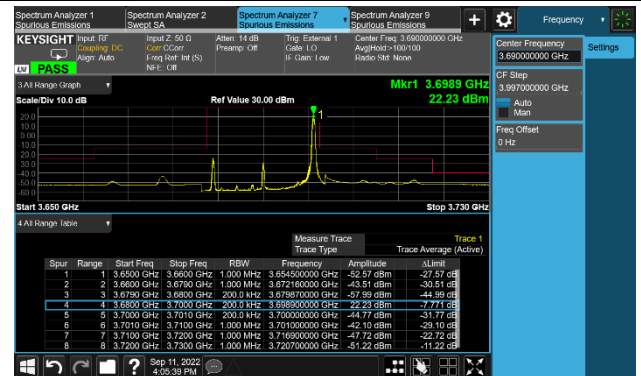 Spectrum Analyzer 1
Spurious Emissions
Spectrum Analyzer 2
Swept SA
Spectrum Analyzer 7
Spurious Emissions
Spectrum Analyzer 9
Spurious Emissions
+
Frequency
KEYSIGHT
Input: RF
Coupling: DC
Align: Auto
Input Z: 50 Ω
Corr CCorr
Freq Ref: Int (S)
NFE: Off
Atten: 14 dB
Preamp: Off
Trig: External 1
Gate: LO
IF Gain: Low
Center Freq: 3.690000000 GHz
Avg|Hold:>100/100
Radio Std: None
LXI PASS
Center Frequency
3.690000000 GHz
Settings
CF Step
3.997000000 GHz
Auto
Man
Freq Offset
0 Hz
3 All Range Graph
Mkr1 3.6989 GHz
Scale/Div 10.0 dB
Ref Value 30.00 dBm
22.23 dBm
20.0
10.0
0.00
-10.0
-20.0
-30.0
-40.0
-50.0
-60.0
1
Start 3.650 GHz
Stop 3.730 GHz
4 All Range Table
Measure Trace Trace 1
Trace Type Trace Average (Active)
Spur Range Start Freq Stop Freq RBW Frequency Amplitude ΔLimit
1 1 3.6500 GHz 3.6600 GHz 1.000 MHz 3.654500000 GHz -52.57 dBm -27.57 dB
2 2 3.6600 GHz 3.6790 GHz 1.000 MHz 3.672160000 GHz -43.51 dBm -30.51 dB
3 3 3.6790 GHz 3.6800 GHz 200.0 kHz 3.679870000 GHz -57.99 dBm -44.99 dB
4 4 3.6800 GHz 3.7000 GHz 200.0 kHz 3.698900000 GHz 22.23 dBm -7.771 dB
5 5 3.7000 GHz 3.7010 GHz 200.0 kHz 3.700000000 GHz -44.77 dBm -31.77 dB
6 6 3.7010 GHz 3.7100 GHz 1.000 MHz 3.701000000 GHz -42.10 dBm -29.10 dB
7 7 3.7100 GHz 3.7200 GHz 1.000 MHz 3.716900000 GHz -47.72 dBm -22.72 dB
8 8 3.7200 GHz 3.7300 GHz 1.000 MHz 3.720700000 GHz -51.22 dBm -11.22 dB
?
Sep 11, 2022
4:05:39 PM